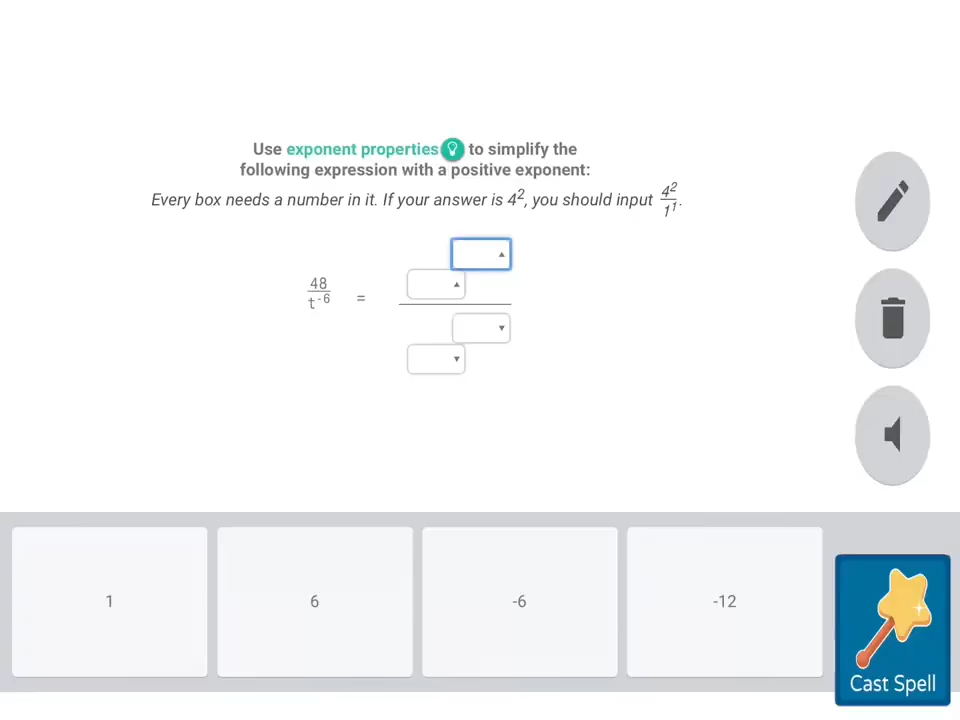 Use exponent properties to simplify the
following expression with a positive exponent:
Every box needs a number in it. If your answer is 4², you should input 4²/1¹.
48/t⁻⁶ =
1
6
-6
-12
Cast Spell